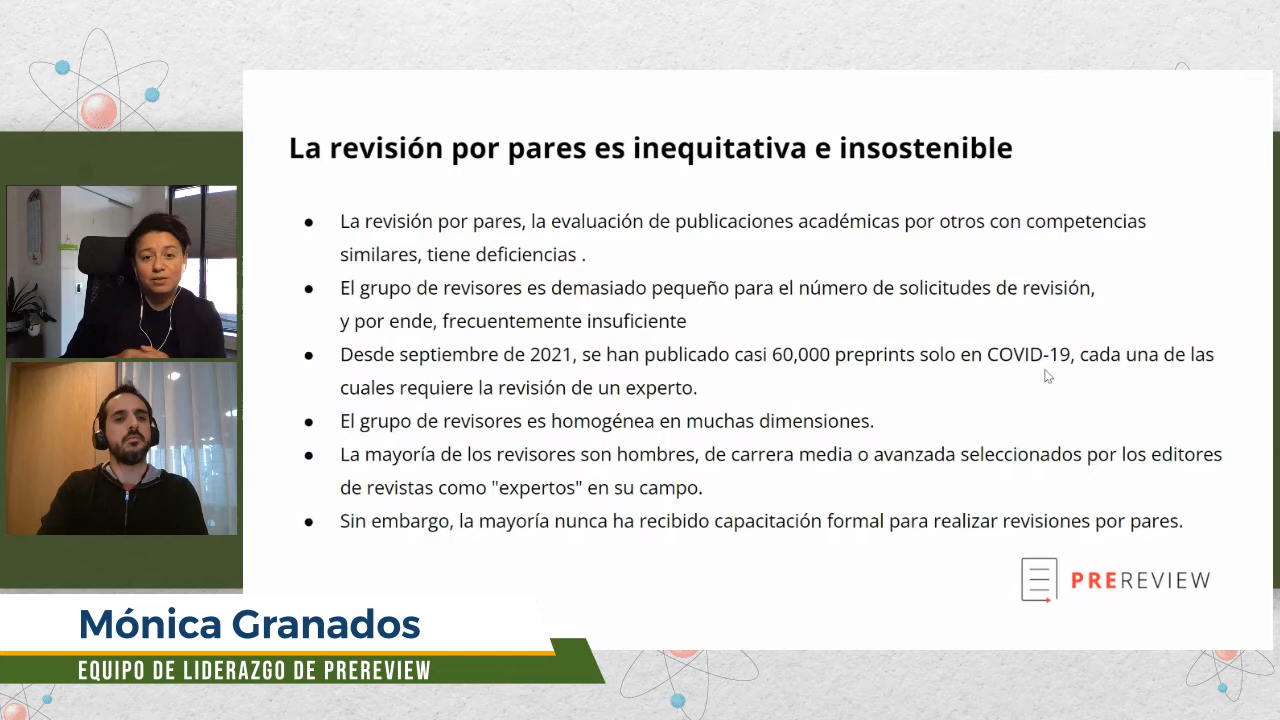 La revisión por pares es inequitativa e insostenible
● La revisión por pares, la evaluación de publicaciones académicas por otros con competencias
similares, tiene deficiencias .
● El grupo de revisores es demasiado pequeño para el número de solicitudes de revisión,
y por ende, frecuentemente insuficiente
● Desde septiembre de 2021, se han publicado casi 60,000 preprints solo en COVID-19, cada una de las
cuales requiere la revisión de un experto.
● El grupo de revisores es homogénea en muchas dimensiones.
● La mayoría de los revisores son hombres, de carrera media o avanzada seleccionados por los editores
de revistas como "expertos" en su campo.
● Sin embargo, la mayoría nunca ha recibido capacitación formal para realizar revisiones por pares.
PREREVIEW
Mónica Granados
EQUIPO DE LIDERAZGO DE PREREVIEW